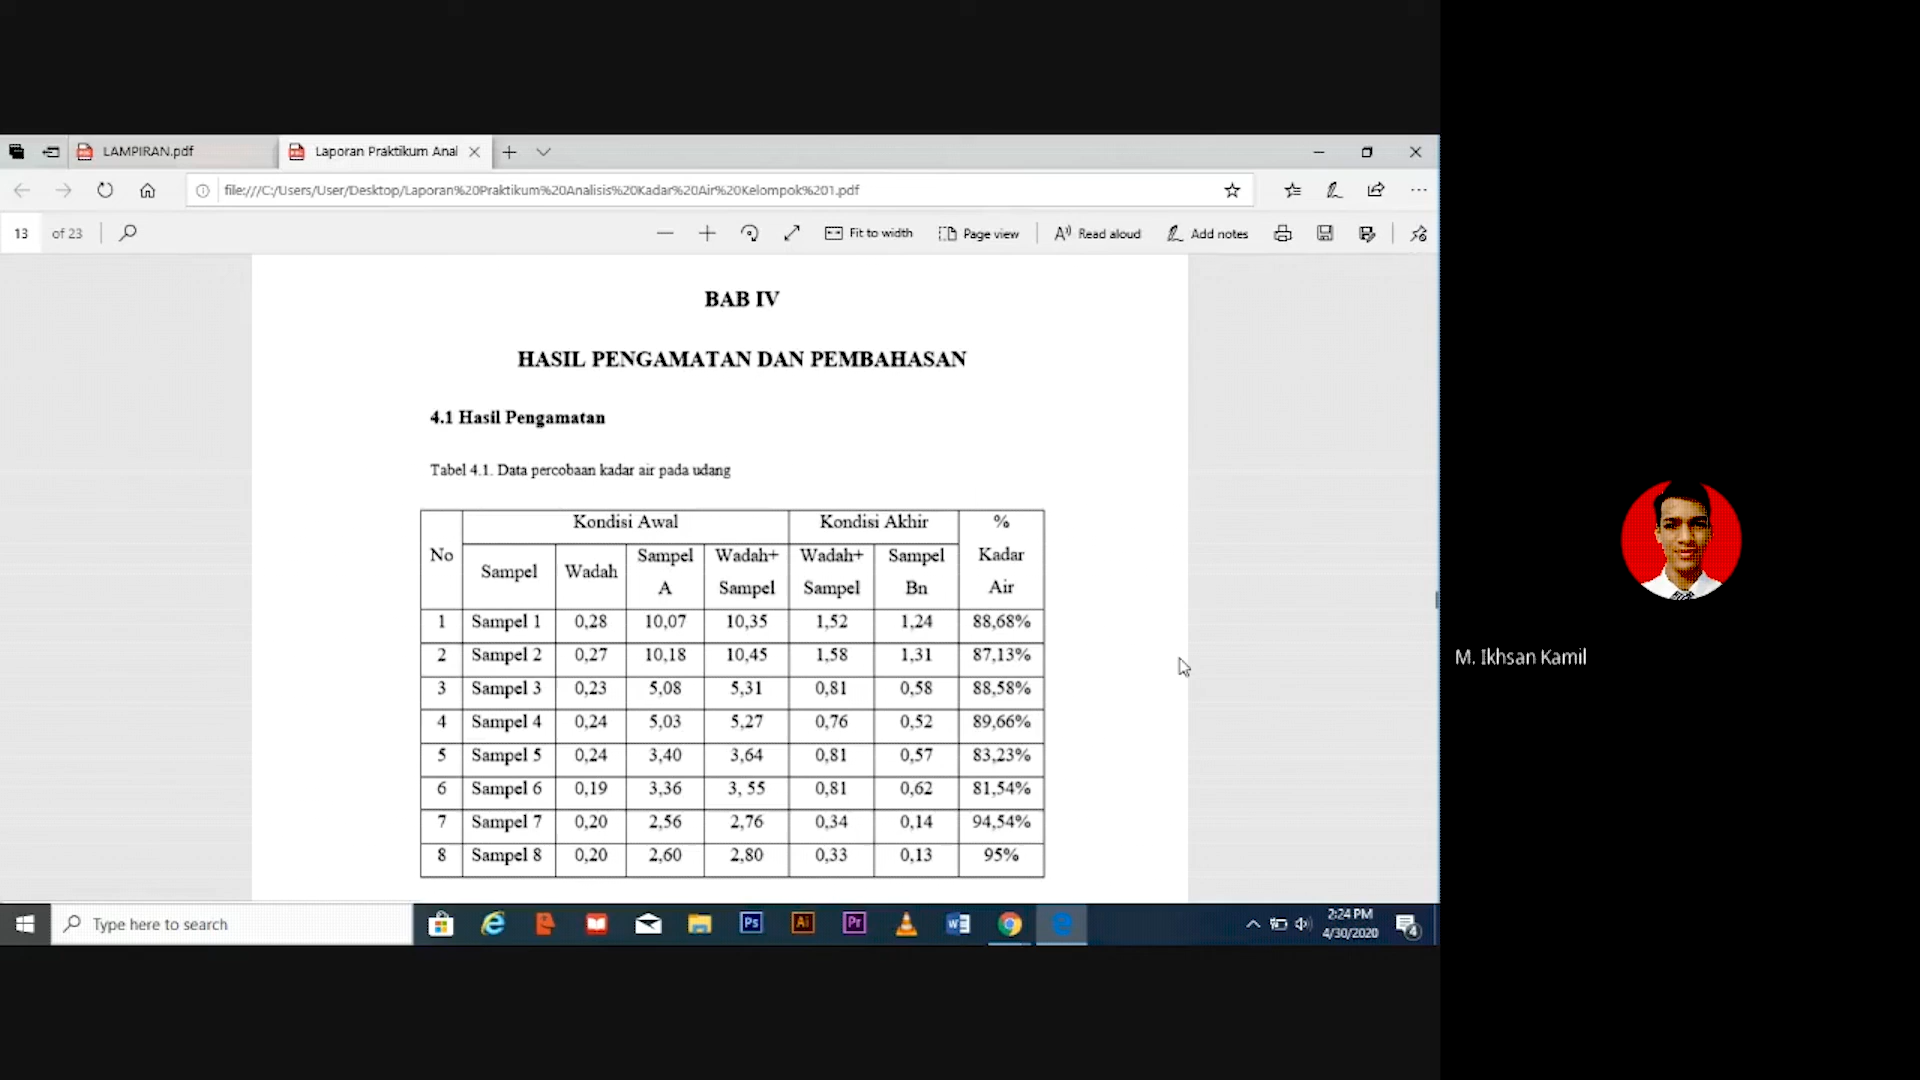 LAMPIRAN.pdf
Laporan Praktikum Anal
file:///C:/Users/User/Desktop/Laporan%20Praktikum%20Analisis%20Kadar%20Air%20Kelompok%201.pdf
13 of 23
Fit to width
Page view
Read aloud
Add notes
BAB IV
HASIL PENGAMATAN DAN PEMBAHASAN
4.1 Hasil Pengamatan
Tabel 4.1. Data percobaan kadar air pada udang
No Kondisi Awal Kondisi Akhir % Kadar Air
Sampel Wadah Sampel A Wadah+ Sampel Wadah+ Sampel Sampel Bn
1 Sampel 1 0,28 10,07 10,35 1,52 1,24 88,68%
2 Sampel 2 0,27 10,18 10,45 1,58 1,31 87,13%
3 Sampel 3 0,23 5,08 5,31 0,81 0,58 88,58%
4 Sampel 4 0,24 5,03 5,27 0,76 0,52 89,66%
5 Sampel 5 0,24 3,40 3,64 0,81 0,57 83,23%
6 Sampel 6 0,19 3,36 3, 55 0,81 0,62 81,54%
7 Sampel 7 0,20 2,56 2,76 0,34 0,14 94,54%
8 Sampel 8 0,20 2,60 2,80 0,33 0,13 95%
M. Ikhsan Kamil
Type here to search
Ps
Ai
Pr
2:24 PM
4/30/2020
4